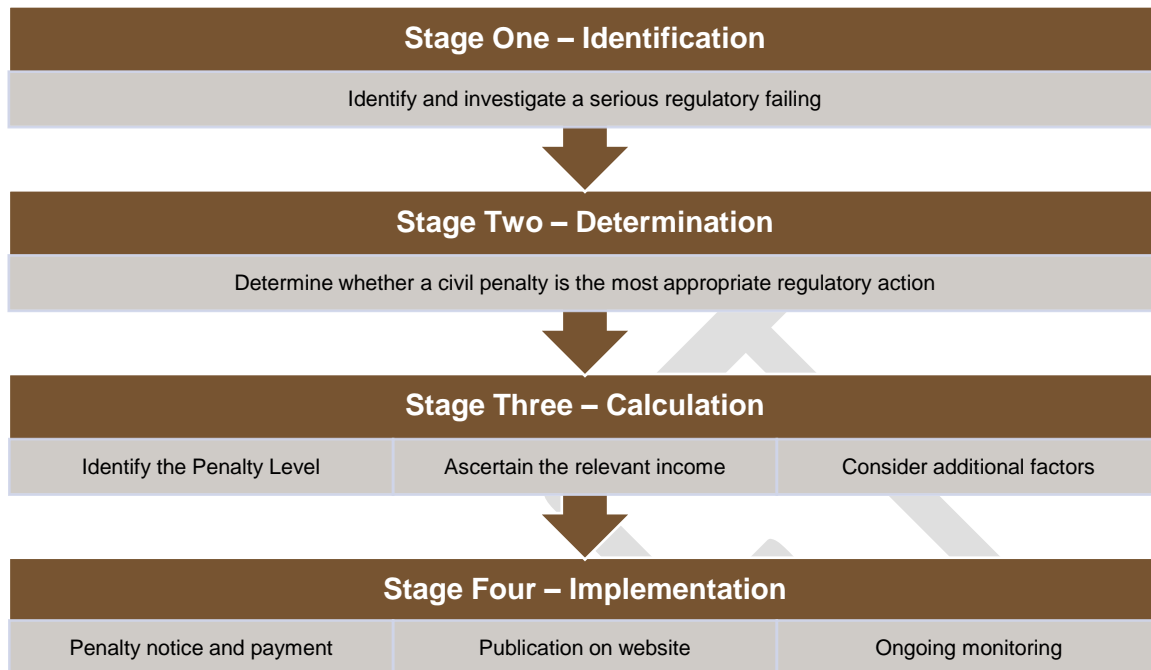 Stage One – Identification
Identify and investigate a serious regulatory failing
Stage Two – Determination
Determine whether a civil penalty is the most appropriate regulatory action
Stage Three – Calculation
Identify the Penalty Level
Ascertain the relevant income
Consider additional factors
Stage Four – Implementation
Penalty notice and payment
Publication on website
Ongoing monitoring